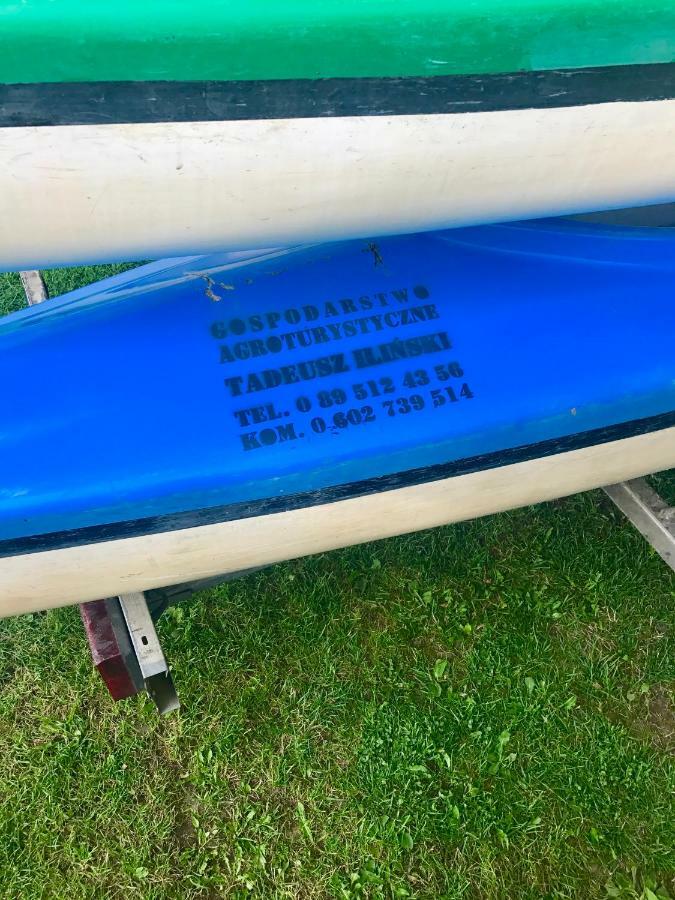 GOSPODARSTWO
AGROTURYSTYCZNE
TADEUSZ ILIŃSKI
TEL. 0 89 512 43 56
KOM. 0 602 739 514